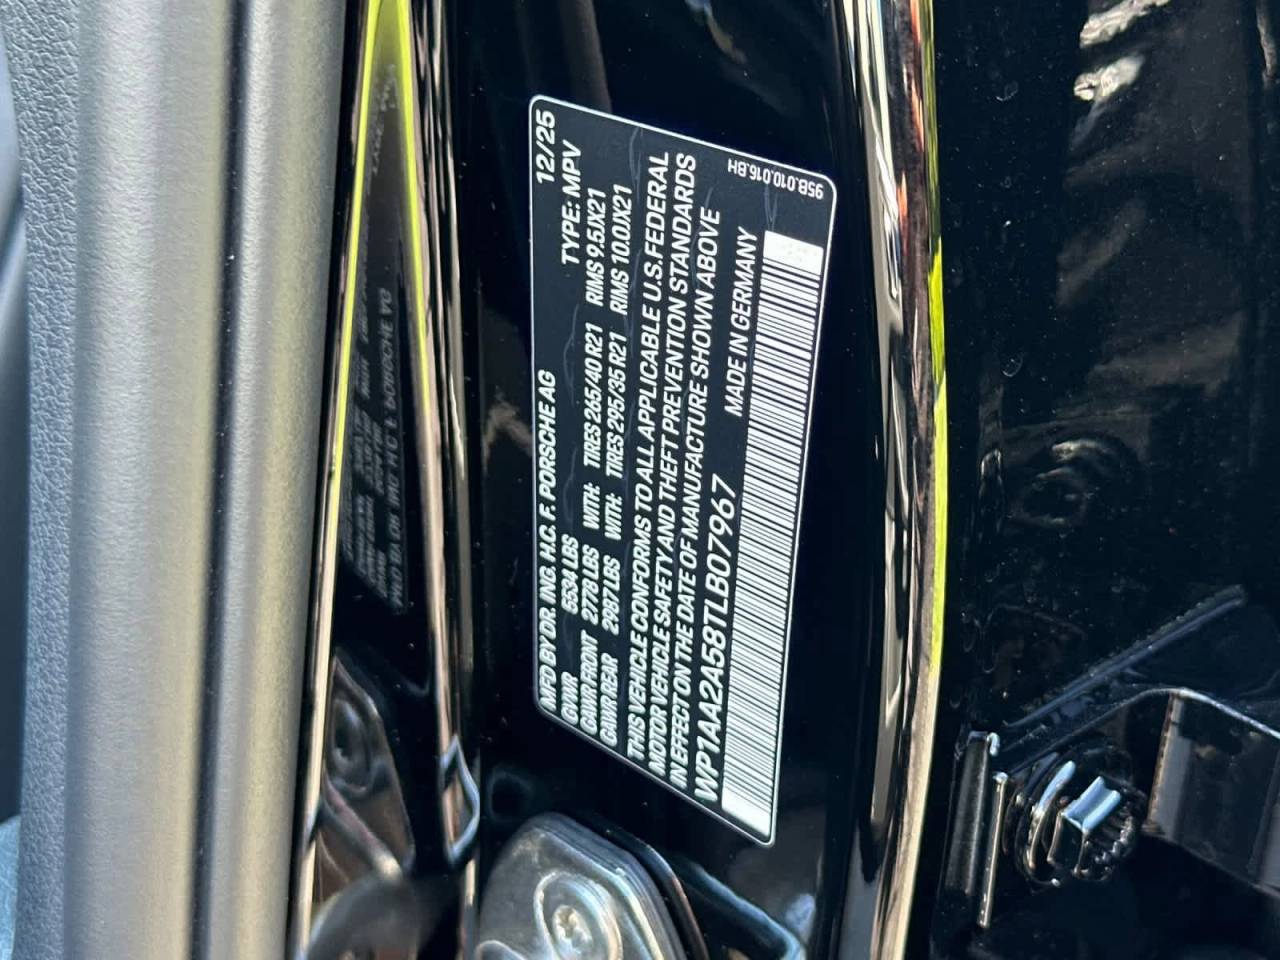 MFD BY DR. ING. H.C. F. PORSCHE AG 12/25
GVWR 5534 LBS TYPE: MPV
GAWR FRONT 2778 LBS WITH: TIRES 265/40 R21 RIMS 9.5JX21
GAWR REAR 2987 LBS WITH: TIRES 295/35 R21 RIMS 10.0JX21
THIS VEHICLE CONFORMS TO ALL APPLICABLE U.S. FEDERAL
MOTOR VEHICLE SAFETY AND THEFT PREVENTION STANDARDS
IN EFFECT ON THE DATE OF MANUFACTURE SHOWN ABOVE
WP1AA2A58TLB07967 MADE IN GERMANY
95B.010.016.BH